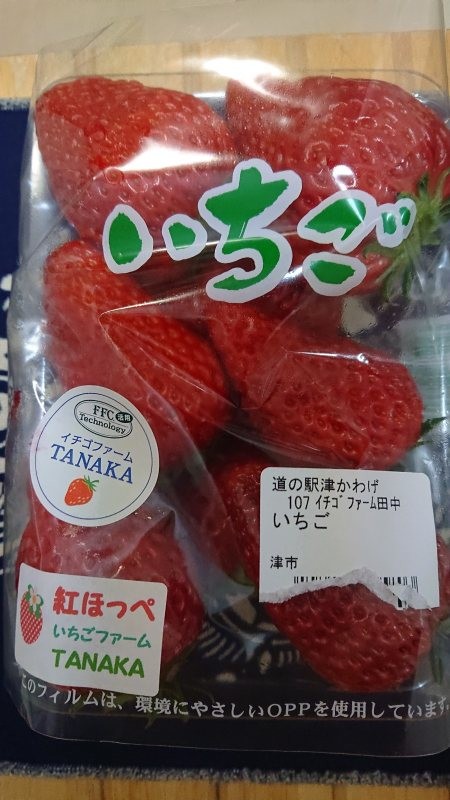 いちご
FFC 活用
Technology
イチゴファーム
TANAKA
道の駅津かわげ
107 ｲﾁｺﾞﾌｧｰﾑ田中
いちご
津市
紅ほっぺ
いちごファーム
TANAKA
このフィルムは、環境にやさしいOPPを使用しています。